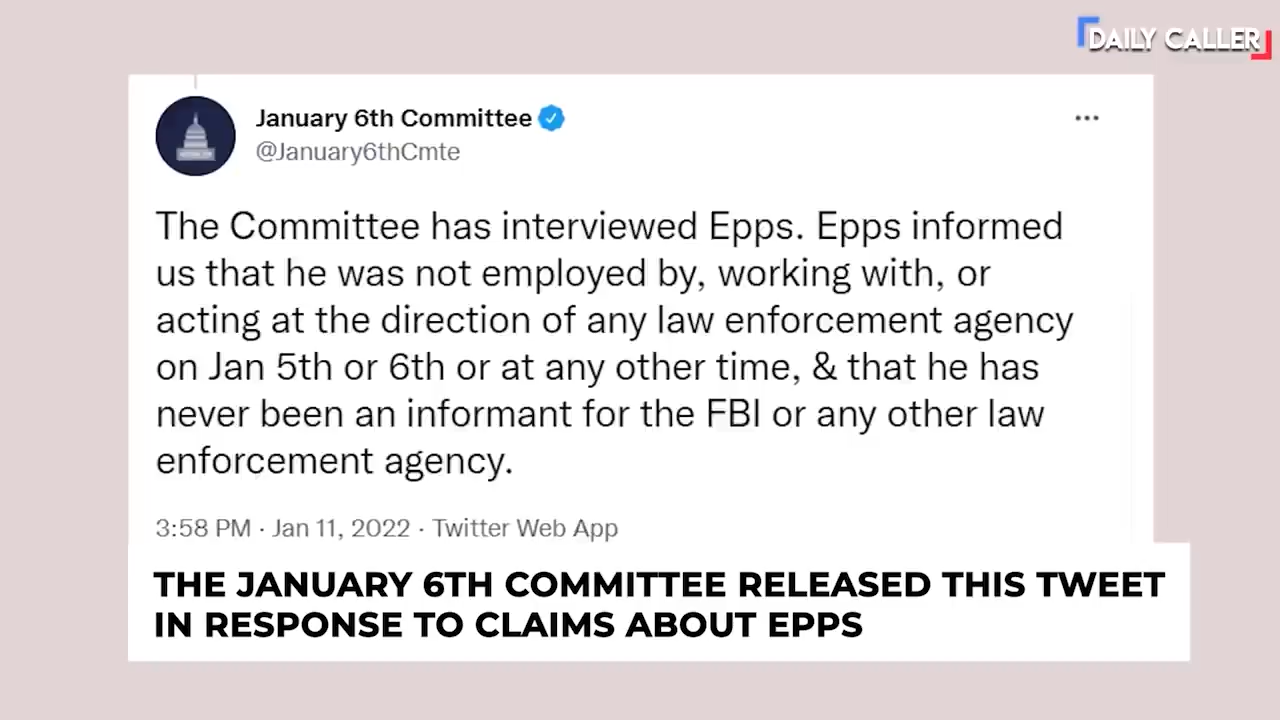 DAILY CALLER
January 6th Committee
@January6thCmte
The Committee has interviewed Epps. Epps informed
us that he was not employed by, working with, or
acting at the direction of any law enforcement agency
on Jan 5th or 6th or at any other time, & that he has
never been an informant for the FBI or any other law
enforcement agency.
3:58 PM · Jan 11, 2022 · Twitter Web App
THE JANUARY 6TH COMMITTEE RELEASED THIS TWEET
IN RESPONSE TO CLAIMS ABOUT EPPS